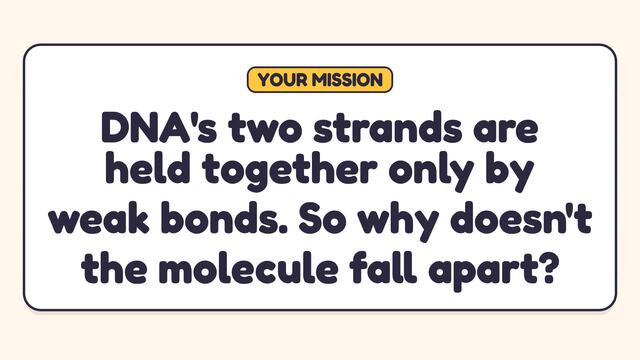 YOUR MISSION
DNA's two strands are
held together only by
weak bonds. So why doesn't
the molecule fall apart?